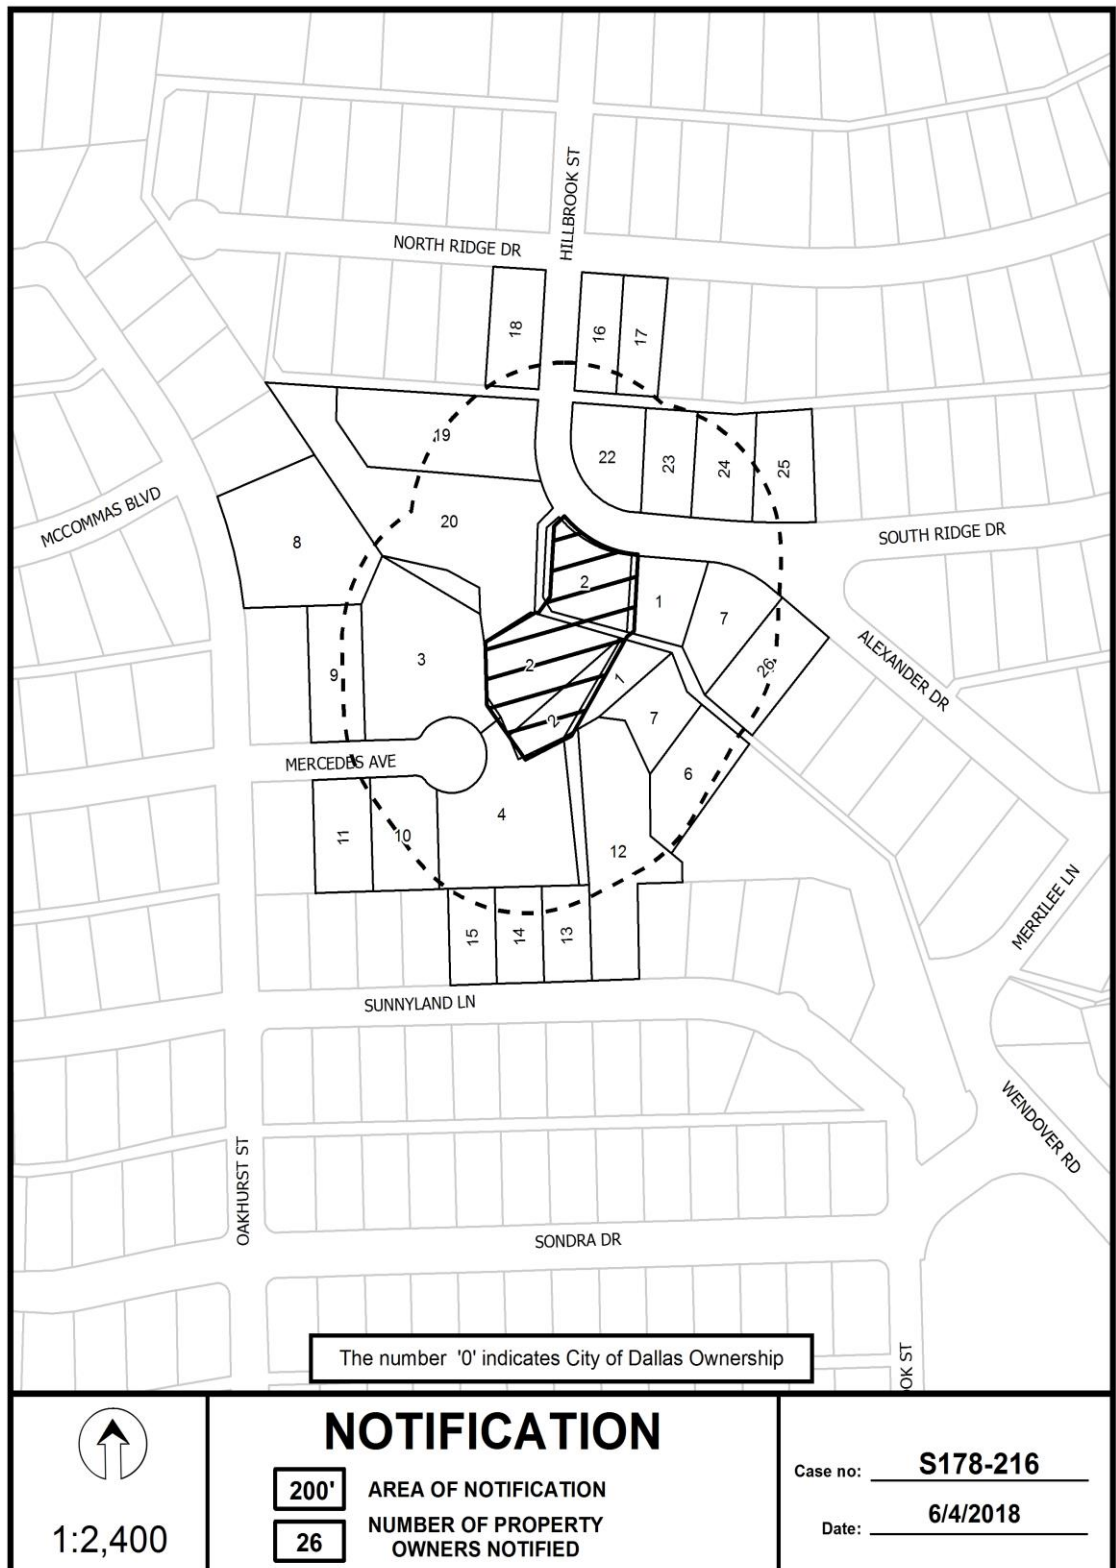 HILLBROOK ST
NORTH RIDGE DR
18
16
17
19
22
23
24
25
MCCOMMAS BLVD
8
20
SOUTH RIDGE DR
2
1
7
ALEXANDER DR
3
9
2
1
26
2
7
MERCEDES AVE
6
4
11
10
12
MERRILEE LN
15
14
13
SUNNYLAND LN
WENDOVER RD
OAKHURST ST
SONDRA DR
OK ST
The number '0' indicates City of Dallas Ownership
1:2,400
NOTIFICATION
200' AREA OF NOTIFICATION
26 NUMBER OF PROPERTY
OWNERS NOTIFIED
Case no: S178-216
Date: 6/4/2018